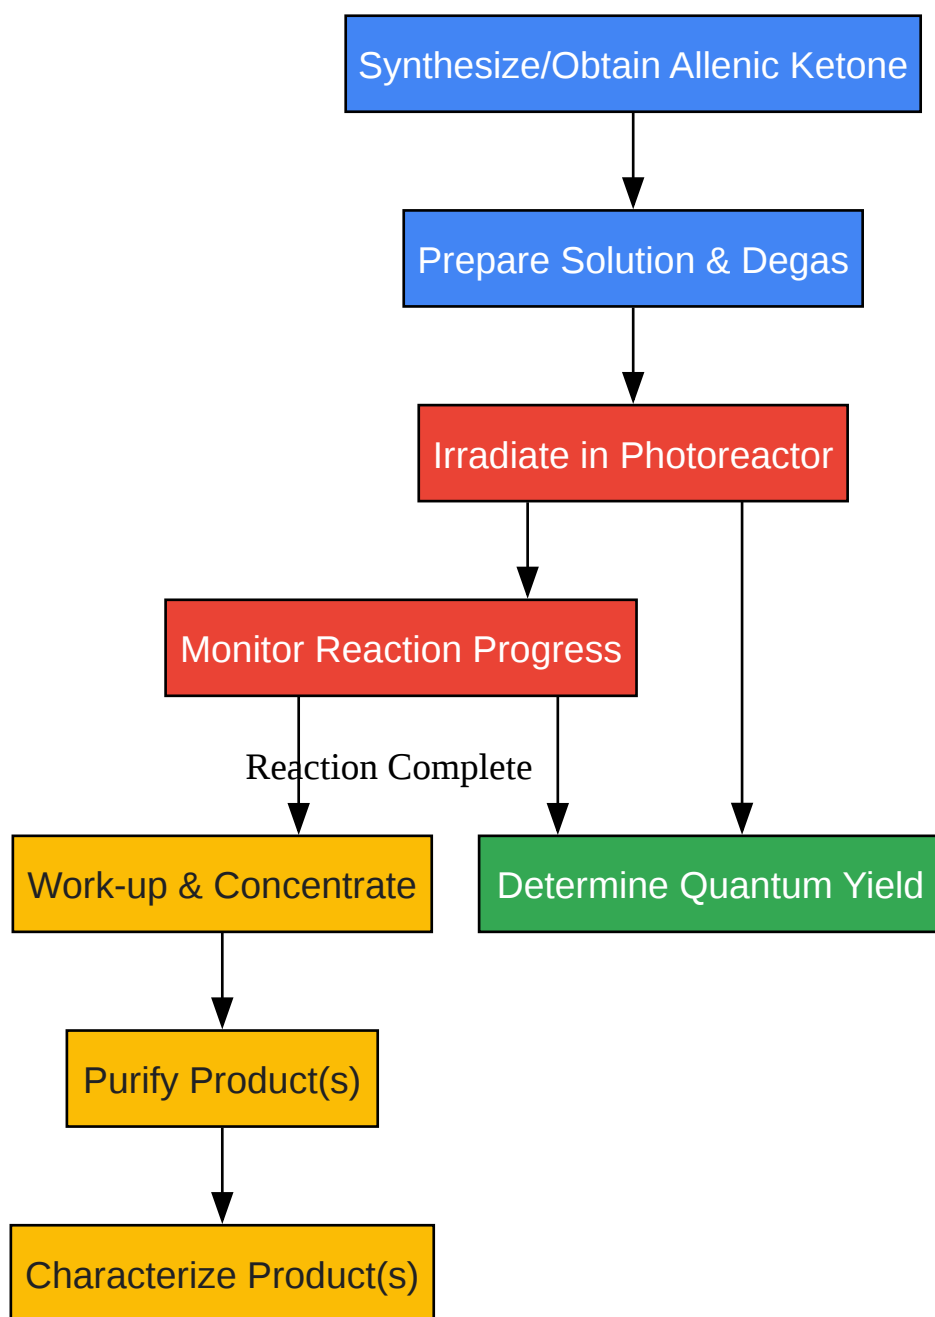 Synthesize/Obtain Allenic Ketone
Prepare Solution & Degas
Irradiate in Photoreactor
Monitor Reaction Progress
Reaction Complete
Work-up & Concentrate
Determine Quantum Yield
Purify Product(s)
Characterize Product(s)